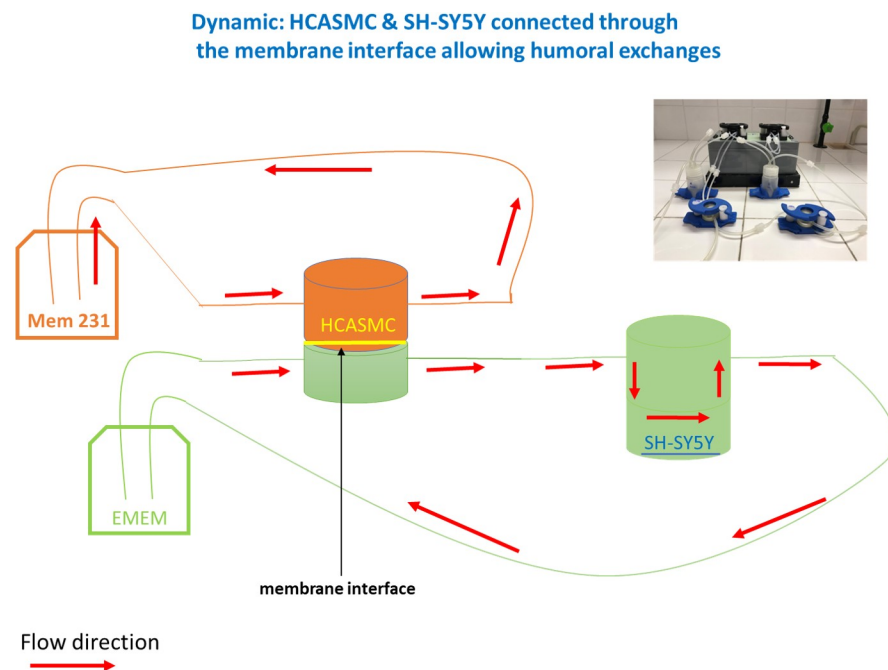 Dynamic: HCASMC & SH-SY5Y connected through
the membrane interface allowing humoral exchanges
Mem 231
HCASMC
SH-SY5Y
EMEM
membrane interface
Flow direction